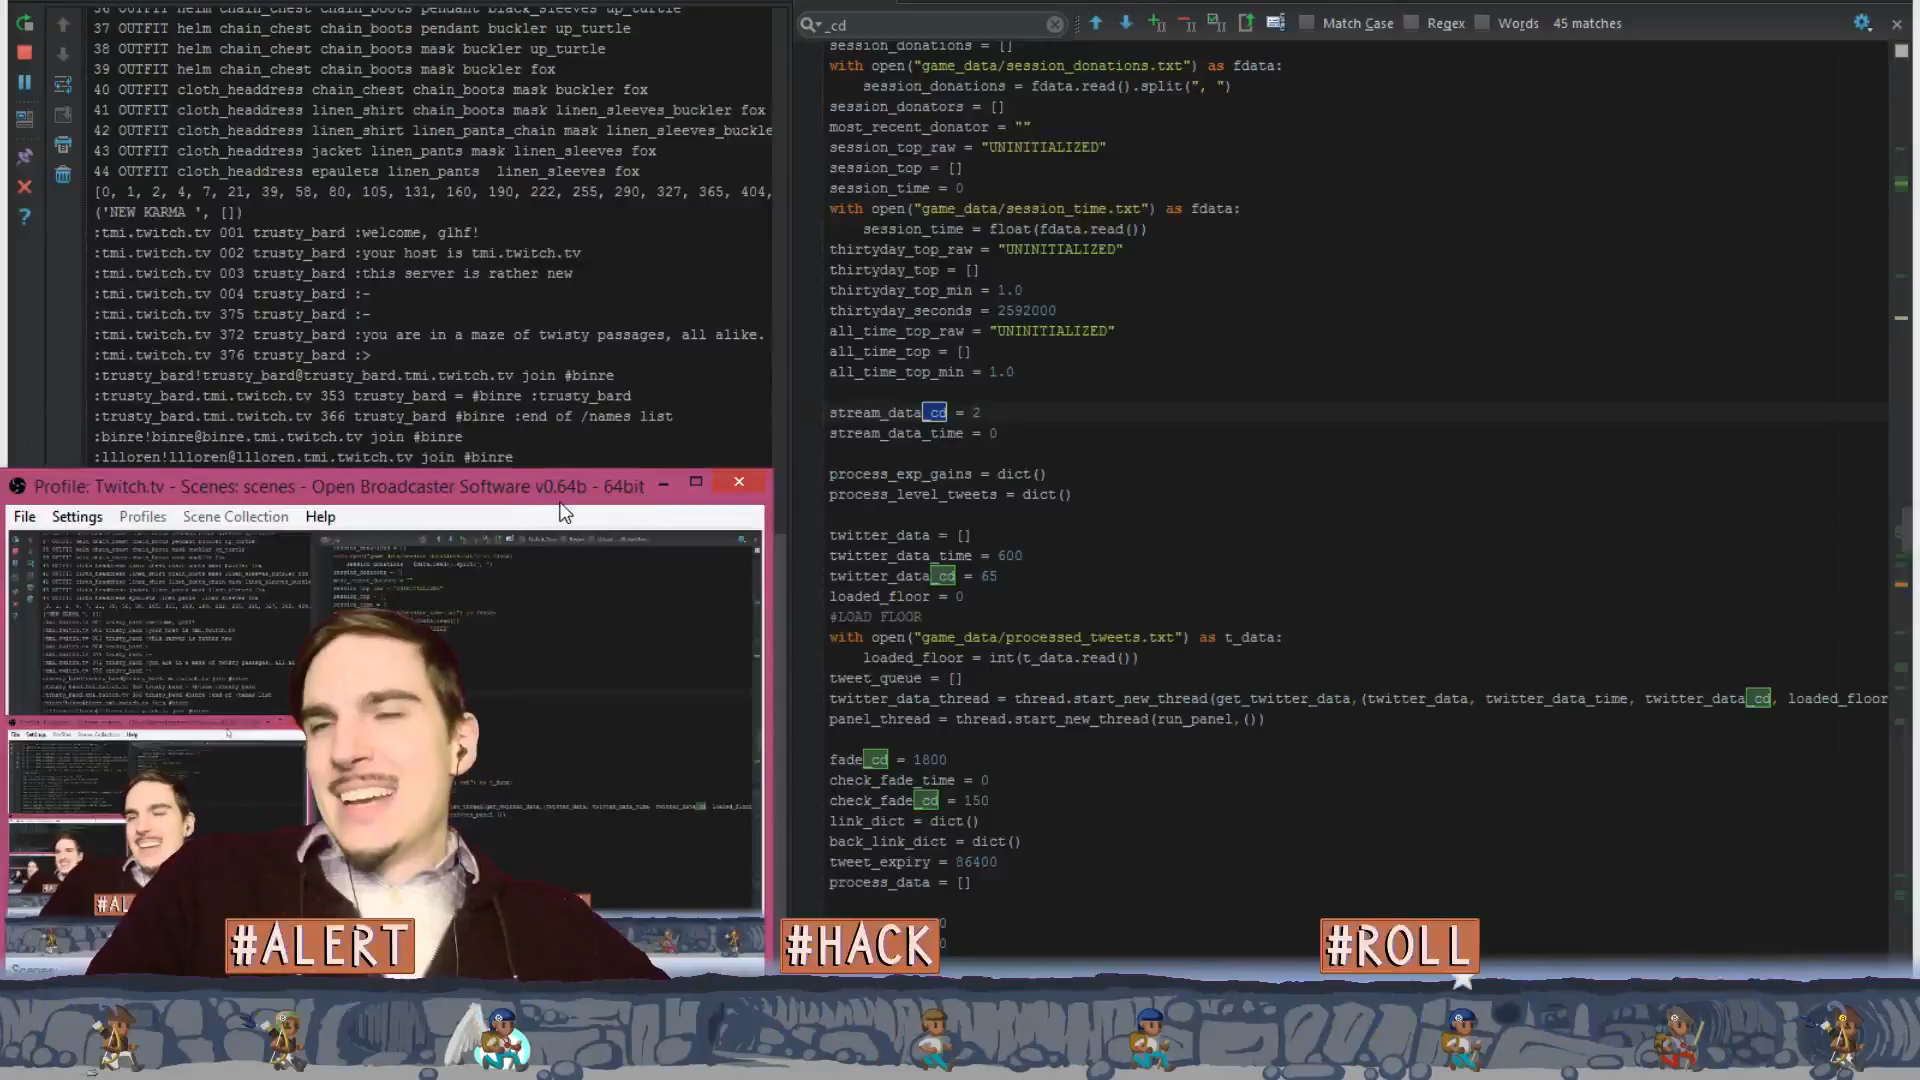 36 OUTFIT helm chain_chest chain_boots pendant black_sleeves up_turtle
37 OUTFIT helm chain_chest chain_boots pendant buckler up_turtle
38 OUTFIT helm chain_chest chain_boots mask buckler up_turtle
39 OUTFIT helm chain_chest chain_boots mask buckler fox
40 OUTFIT cloth_headdress chain_chest chain_boots mask buckler fox
41 OUTFIT cloth_headdress linen_shirt chain_boots mask linen_sleeves_buckler fox
42 OUTFIT cloth_headdress linen_shirt linen_pants_chain mask linen_sleeves_buckle
43 OUTFIT cloth_headdress jacket linen_pants mask linen_sleeves fox
44 OUTFIT cloth_headdress epaulets linen_pants  linen_sleeves fox
[0, 1, 2, 4, 7, 21, 39, 58, 80, 105, 131, 160, 190, 222, 255, 290, 327, 365, 404,
('NEW KARMA ', [])
:tmi.twitch.tv 001 trusty_bard :welcome, glhf!
:tmi.twitch.tv 002 trusty_bard :your host is tmi.twitch.tv
:tmi.twitch.tv 003 trusty_bard :this server is rather new
:tmi.twitch.tv 004 trusty_bard :-
:tmi.twitch.tv 375 trusty_bard :-
:tmi.twitch.tv 372 trusty_bard :you are in a maze of twisty passages, all alike.
:tmi.twitch.tv 376 trusty_bard :>
:trusty_bard!trusty_bard@trusty_bard.tmi.twitch.tv join #binre
:trusty_bard.tmi.twitch.tv 353 trusty_bard = #binre :trusty_bard
:trusty_bard.tmi.twitch.tv 366 trusty_bard #binre :end of /names list
:binre!binre@binre.tmi.twitch.tv join #binre
:llloren!llloren@llloren.tmi.twitch.tv join #binre
Profile: Twitch.tv - Scenes: scenes - Open Broadcaster Software v0.64b - 64bit
File Settings Profiles Scene Collection Help
_cd Match Case Regex Words 45 matches
session_donations = []
with open("game_data/session_donations.txt") as fdata:
session_donations = fdata.read().split(", ")
session_donators = []
most_recent_donator = ""
session_top_raw = "UNINITIALIZED"
session_top = []
session_time = 0
with open("game_data/session_time.txt") as fdata:
session_time = float(fdata.read())
thirtyday_top_raw = "UNINITIALIZED"
thirtyday_top = []
thirtyday_top_min = 1.0
thirtyday_seconds = 2592000
all_time_top_raw = "UNINITIALIZED"
all_time_top = []
all_time_top_min = 1.0
stream_data_cd = 2
stream_data_time = 0
process_exp_gains = dict()
process_level_tweets = dict()
twitter_data = []
twitter_data_time = 600
twitter_data_cd = 65
loaded_floor = 0
#LOAD FLOOR
with open("game_data/processed_tweets.txt") as t_data:
loaded_floor = int(t_data.read())
tweet_queue = []
twitter_data_thread = thread.start_new_thread(get_twitter_data,(twitter_data, twitter_data_time, twitter_data_cd, loaded_floor
panel_thread = thread.start_new_thread(run_panel,())
fade_cd = 1800
check_fade_time = 0
check_fade_cd = 150
link_dict = dict()
back_link_dict = dict()
tweet_expiry = 86400
process_data = []
#ALERT
#HACK
#ROLL